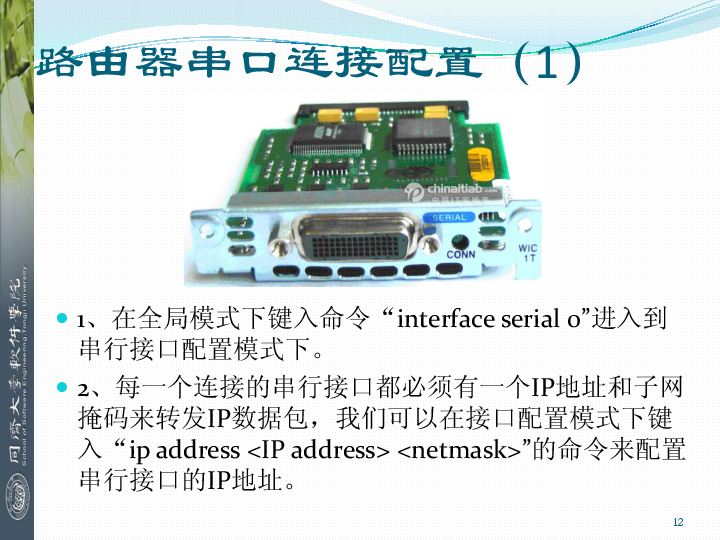 路由器串口连接配置（1）
chinaitlab.com
SERIAL
CONN
WIC
1T
1、在全局模式下键入命令“interface serial 0”进入到
串行接口配置模式下。
2、每一个连接的串行接口都必须有一个IP地址和子网
掩码来转发IP数据包，我们可以在接口配置模式下键
入“ip address <IP address> <netmask>”的命令来配置
串行接口的IP地址。
同濟大学軟件学院
School of Software Engineering Tongji University
12